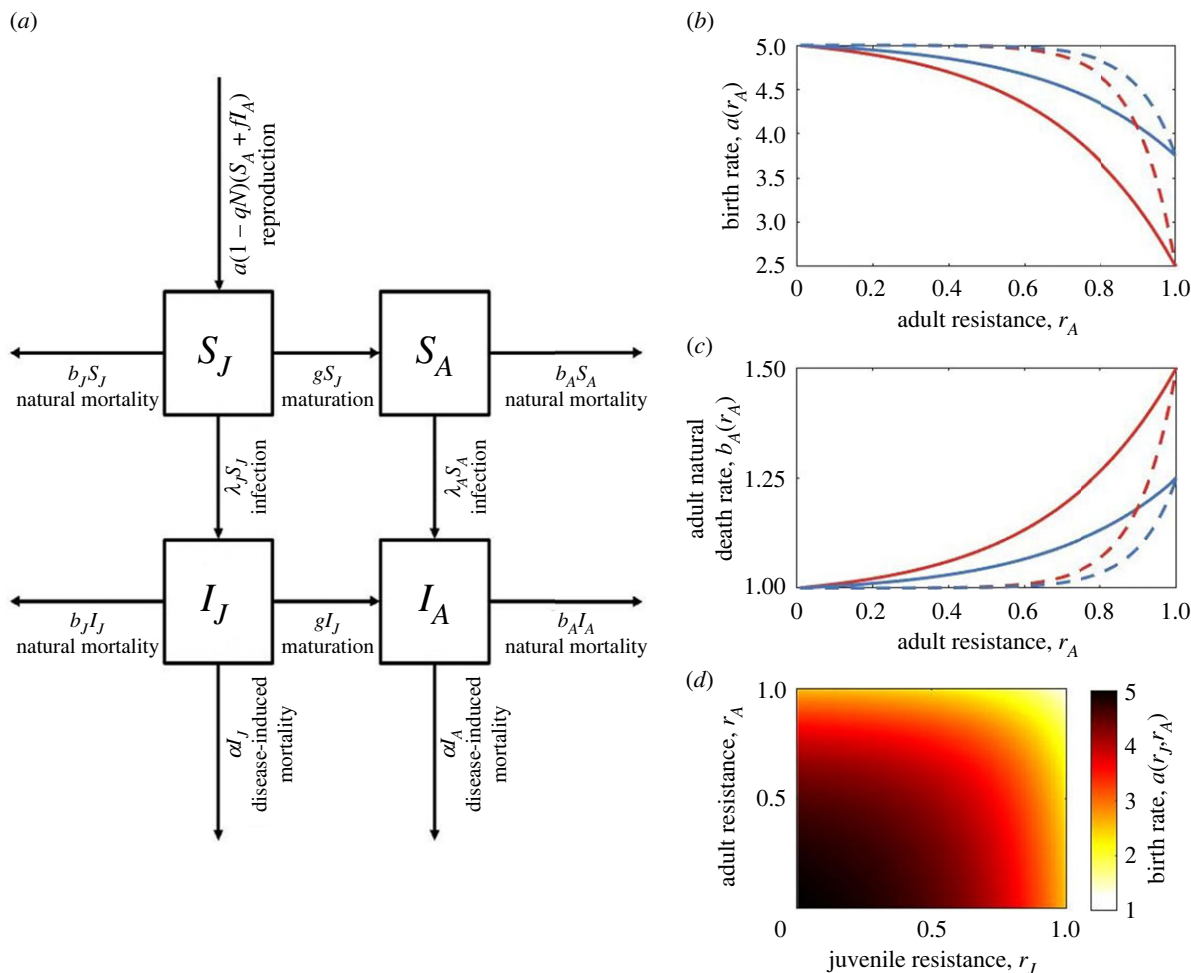 (a)
a(1 – qN)(S_A + fI_A)
reproduction
S_J
S_A
b_J S_J
natural mortality
gS_J
maturation
b_A S_A
natural mortality
λ_J S_J
infection
λ_A S_A
infection
I_J
I_A
b_J I_J
natural mortality
gI_J
maturation
b_A I_A
natural mortality
αI_J
disease-induced
mortality
αI_A
disease-induced
mortality
(b)
birth rate, a(r_A)
5.0
4.5
4.0
3.5
3.0
2.5
0 0.2 0.4 0.6 0.8 1.0
adult resistance, r_A
(c)
adult natural
death rate, b_A(r_A)
1.50
1.25
1.00
0 0.2 0.4 0.6 0.8 1.0
adult resistance, r_A
(d)
adult resistance, r_A
1.0
0.5
0 0.5 1.0
juvenile resistance, r_J
5
4
3
2
1
birth rate, a(r_J,r_A)